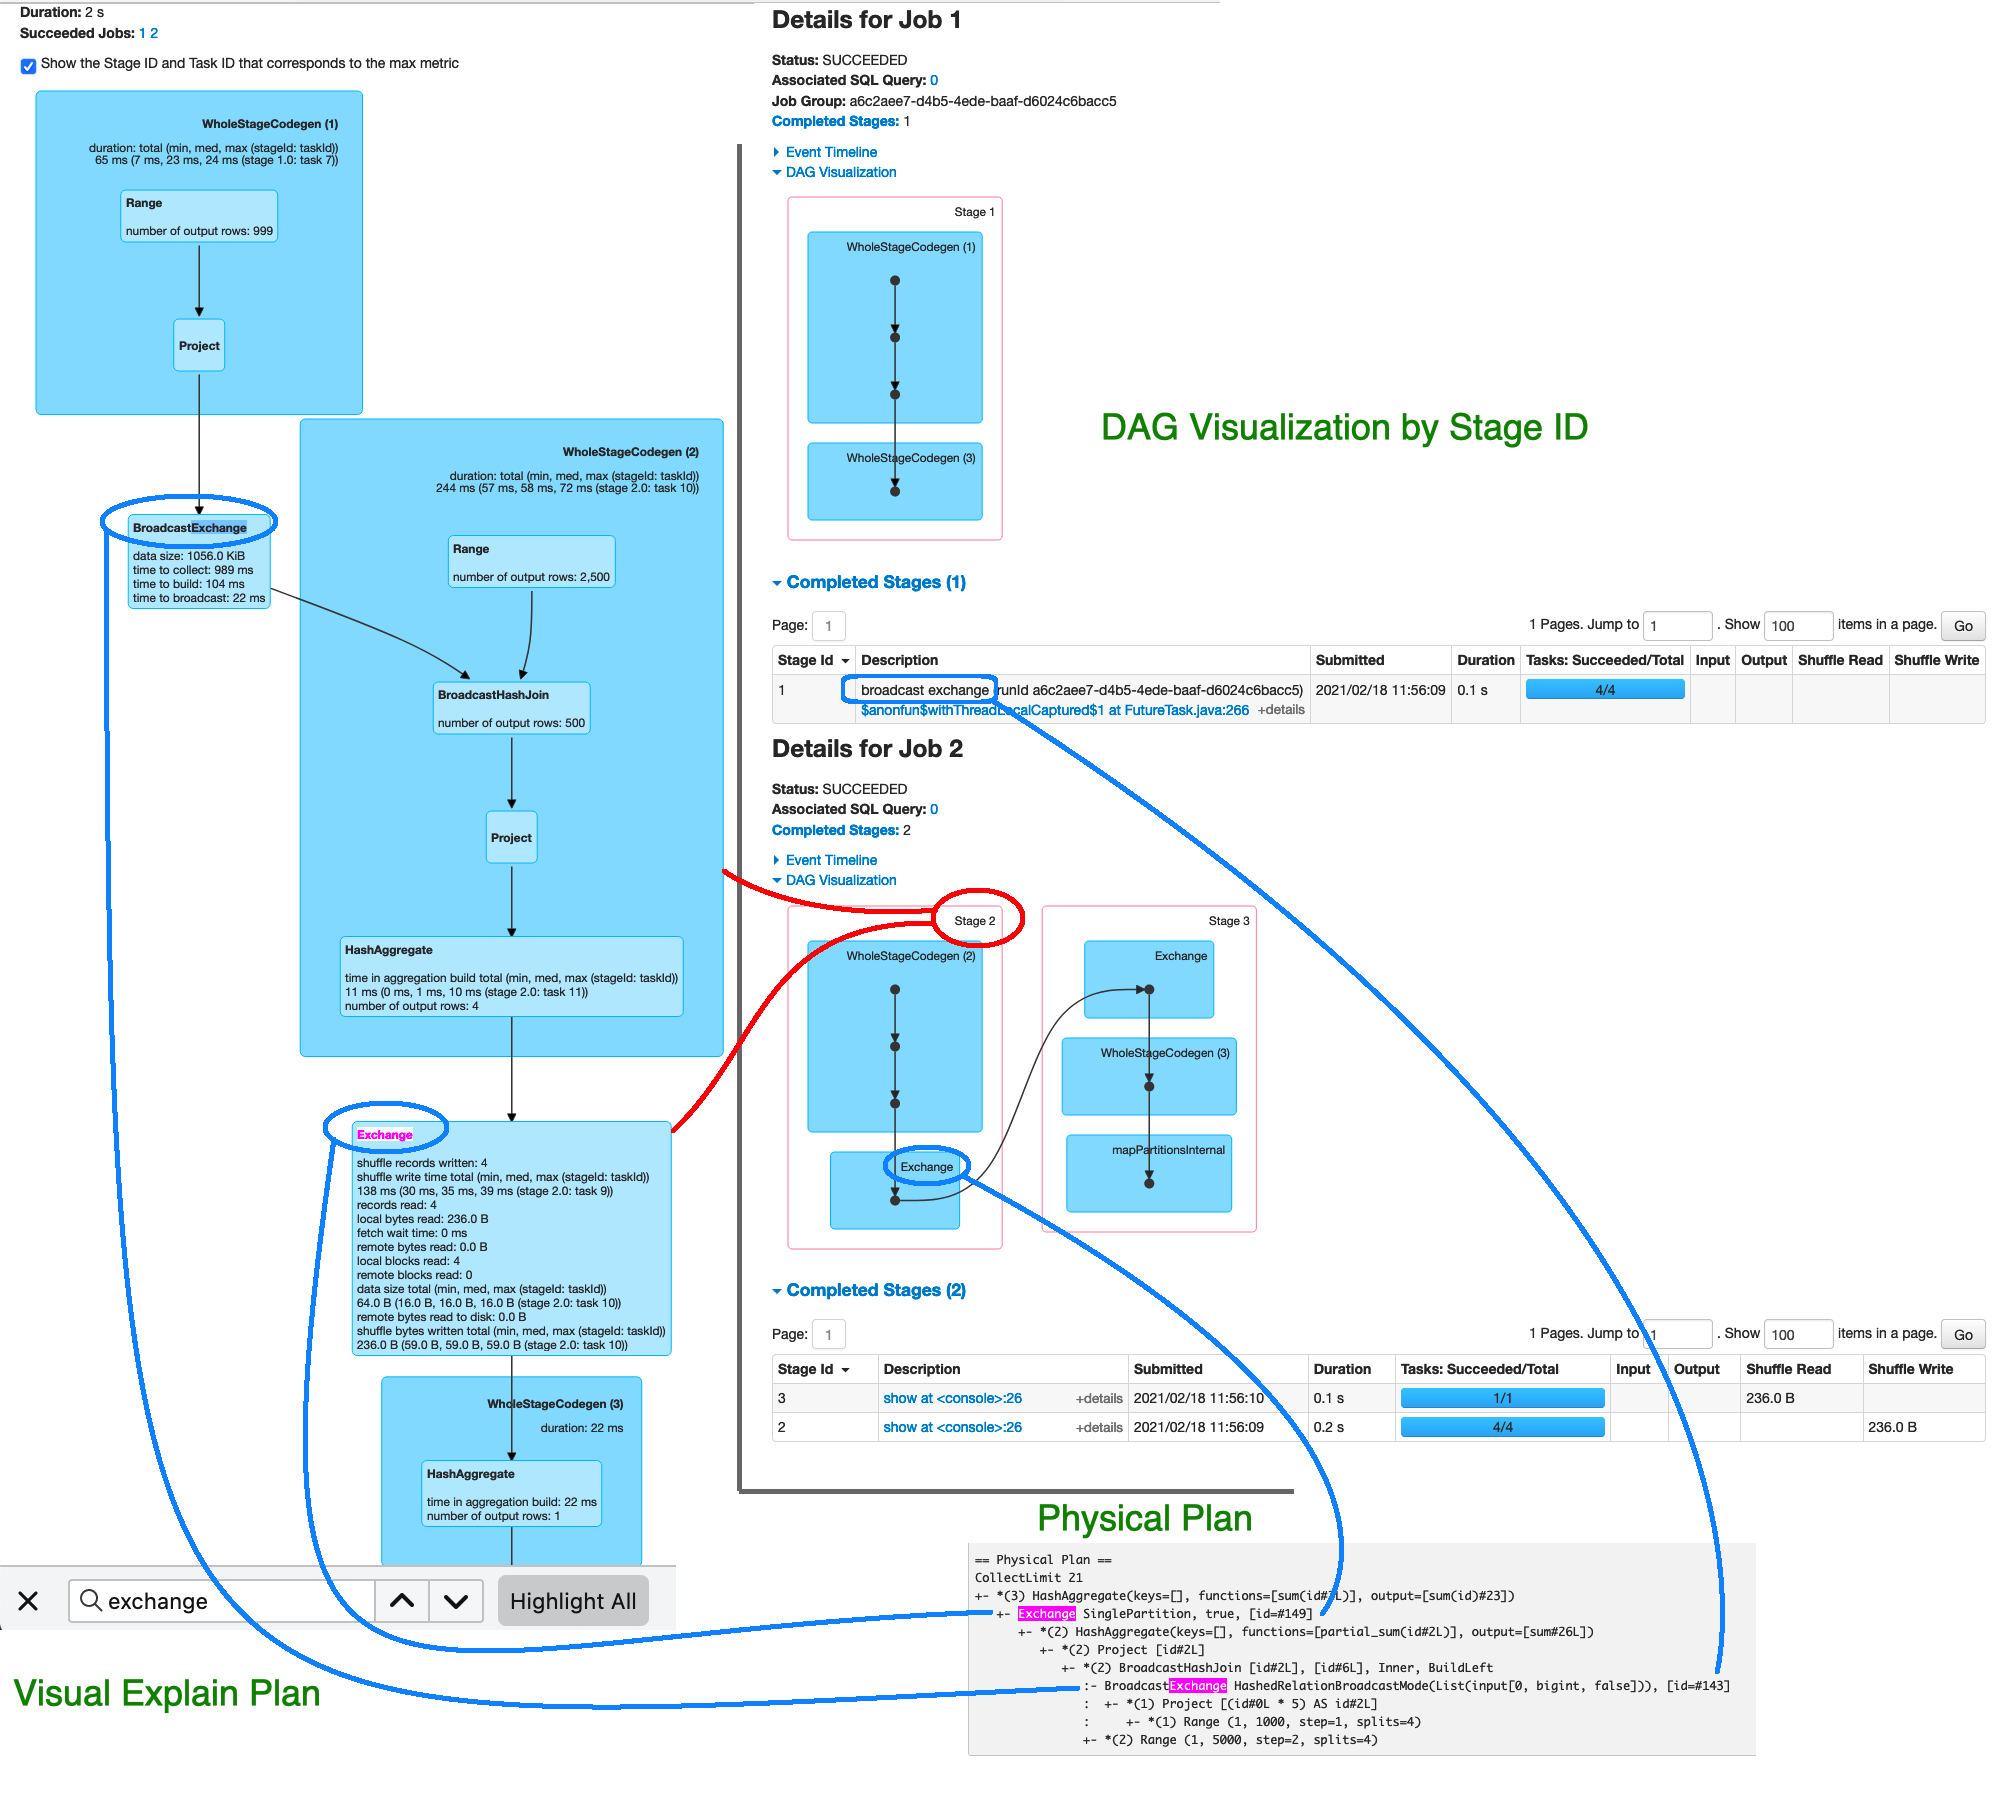 Duration: 2 s
Succeeded Jobs: 1 2
Show the Stage ID and Task ID that corresponds to the max metric
WholeStageCodegen (1)
duration: total (min, med, max (stageId: taskId))
65 ms (7 ms, 23 ms, 24 ms (stage 1.0: task 7))
Range
number of output rows: 999
Project
BroadcastExchange
data size: 1056.0 KiB
time to collect: 989 ms
time to build: 104 ms
time to broadcast: 22 ms
WholeStageCodegen (2)
duration: total (min, med, max (stageId: taskId))
244 ms (57 ms, 58 ms, 72 ms (stage 2.0: task 10))
Range
number of output rows: 2,500
BroadcastHashJoin
number of output rows: 500
Project
HashAggregate
time in aggregation build total (min, med, max (stageId: taskId))
11 ms (0 ms, 1 ms, 10 ms (stage 2.0: task 11))
number of output rows: 4
Exchange
shuffle records written: 4
shuffle write time total (min, med, max (stageId: taskId))
138 ms (30 ms, 35 ms, 39 ms (stage 2.0: task 9))
records read: 4
local bytes read: 236.0 B
fetch wait time: 0 ms
remote bytes read: 0.0 B
local blocks read: 4
remote blocks read: 0
data size total (min, med, max (stageId: taskId))
64.0 B (16.0 B, 16.0 B, 16.0 B (stage 2.0: task 10))
remote bytes read to disk: 0.0 B
shuffle bytes written total (min, med, max (stageId: taskId))
236.0 B (59.0 B, 59.0 B, 59.0 B (stage 2.0: task 10))
WholeStageCodegen (3)
duration: 22 ms
HashAggregate
time in aggregation build: 22 ms
number of output rows: 1
exchange
Highlight All
Visual Explain Plan
Details for Job 1
Status: SUCCEEDED
Associated SQL Query: 0
Job Group: a6c2aee7-d4b5-4ede-baaf-d6024c6bacc5
Completed Stages: 1
Event Timeline
DAG Visualization
Stage 1
WholeStageCodegen (1)
WholeStageCodegen (3)
DAG Visualization by Stage ID
Completed Stages (1)
Page: 1
1 Pages. Jump to 1 . Show 100 items in a page. Go
Stage Id Description Submitted Duration Tasks: Succeeded/Total Input Output Shuffle Read Shuffle Write
1 broadcast exchange (runId a6c2aee7-d4b5-4ede-baaf-d6024c6bacc5) 2021/02/18 11:56:09 0.1 s 4/4
$anonfun$withThreadLocalCaptured$1 at FutureTask.java:266 +details
Details for Job 2
Status: SUCCEEDED
Associated SQL Query: 0
Completed Stages: 2
Event Timeline
DAG Visualization
Stage 2
WholeStageCodegen (2)
Exchange
Stage 3
Exchange
WholeStageCodegen (3)
mapPartitionsInternal
Completed Stages (2)
Page: 1
1 Pages. Jump to 1 . Show 100 items in a page. Go
Stage Id Description Submitted Duration Tasks: Succeeded/Total Input Output Shuffle Read Shuffle Write
3 show at <console>:26 +details 2021/02/18 11:56:10 0.1 s 1/1 236.0 B
2 show at <console>:26 +details 2021/02/18 11:56:09 0.2 s 4/4 236.0 B
Physical Plan
== Physical Plan ==
CollectLimit 21
+- *(3) HashAggregate(keys=[], functions=[sum(id#2L)], output=[sum(id)#23])
+- Exchange SinglePartition, true, [id=#149]
+- *(2) HashAggregate(keys=[], functions=[partial_sum(id#2L)], output=[sum#26L])
+- *(2) Project [id#2L]
+- *(2) BroadcastHashJoin [id#2L], [id#6L], Inner, BuildLeft
:- BroadcastExchange HashedRelationBroadcastMode(List(input[0, bigint, false])), [id=#143]
: +- *(1) Project [(id#0L * 5) AS id#2L]
: +- *(1) Range (1, 1000, step=1, splits=4)
+- *(2) Range (1, 5000, step=2, splits=4)